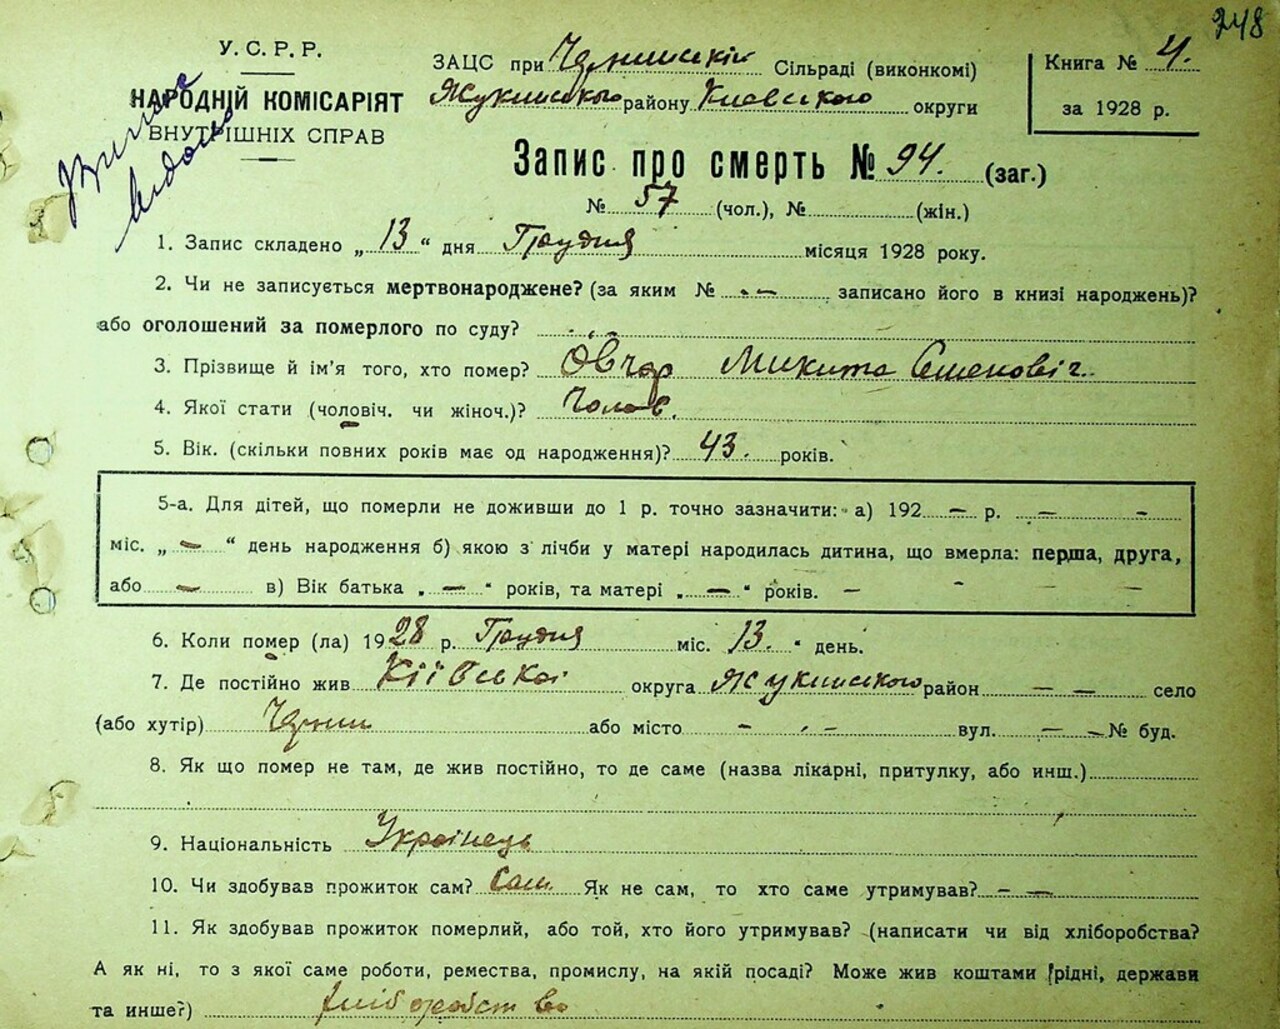 248
У. С. Р. Р.
НАРОДНІЙ КОМІСАРІЯТ
ВНУТРІШНІХ СПРАВ
ЗАЦС при Чернинській Сільраді (виконкомі)
Жукинського району Киевського округи
Книга № 4.
за 1928 р.
Запис про смерть № 94. (заг.)
№ 57 (чол.), № (жін.)
1. Запис складено „ 13 “ дня Грудня місяця 1928 року.
2. Чи не записується мертвонароджене? (за яким № - - записано його в книзі народжень)?
або оголошений за померлого по суду?
3. Прізвище й ім'я того, хто помер? Овчар Микита Семенович.
4. Якої стати (чоловіч. чи жіноч.)? Чолов.
5. Вік. (скільки повних років має од народження)? 43. років.
5-а. Для дітей, що померли не доживши до 1 р. точно зазначити: а) 192 — р. — -
міс. „ — “ день народження б) якою з лічби у матері народилась дитина, що вмерла: перша, друга,
або — в) Вік батька „ — “ років, та матері „ — “ років. — - — —
6. Коли помер (ла) 1928 р. Грудня міс. 13. “ день.
7. Де постійно жив Кіївської округа Жукинського район — — село
(або хутір) Чернин або місто - - - вул. — — № буд.
8. Як що помер не там, де жив постійно, то де саме (назва лікарні, притулку, або инш.)
9. Національність Українець
10. Чи здобував прожиток сам? Сам Як не сам, то хто саме утримував? - —
11. Як здобував прожиток померлий, або той, хто його утримував? (написати чи від хліборобства?
А як ні, то з якої саме роботи, ремества, промислу, на якій посаді? Може жив коштами рідні, держави
та инше?) хліборобство